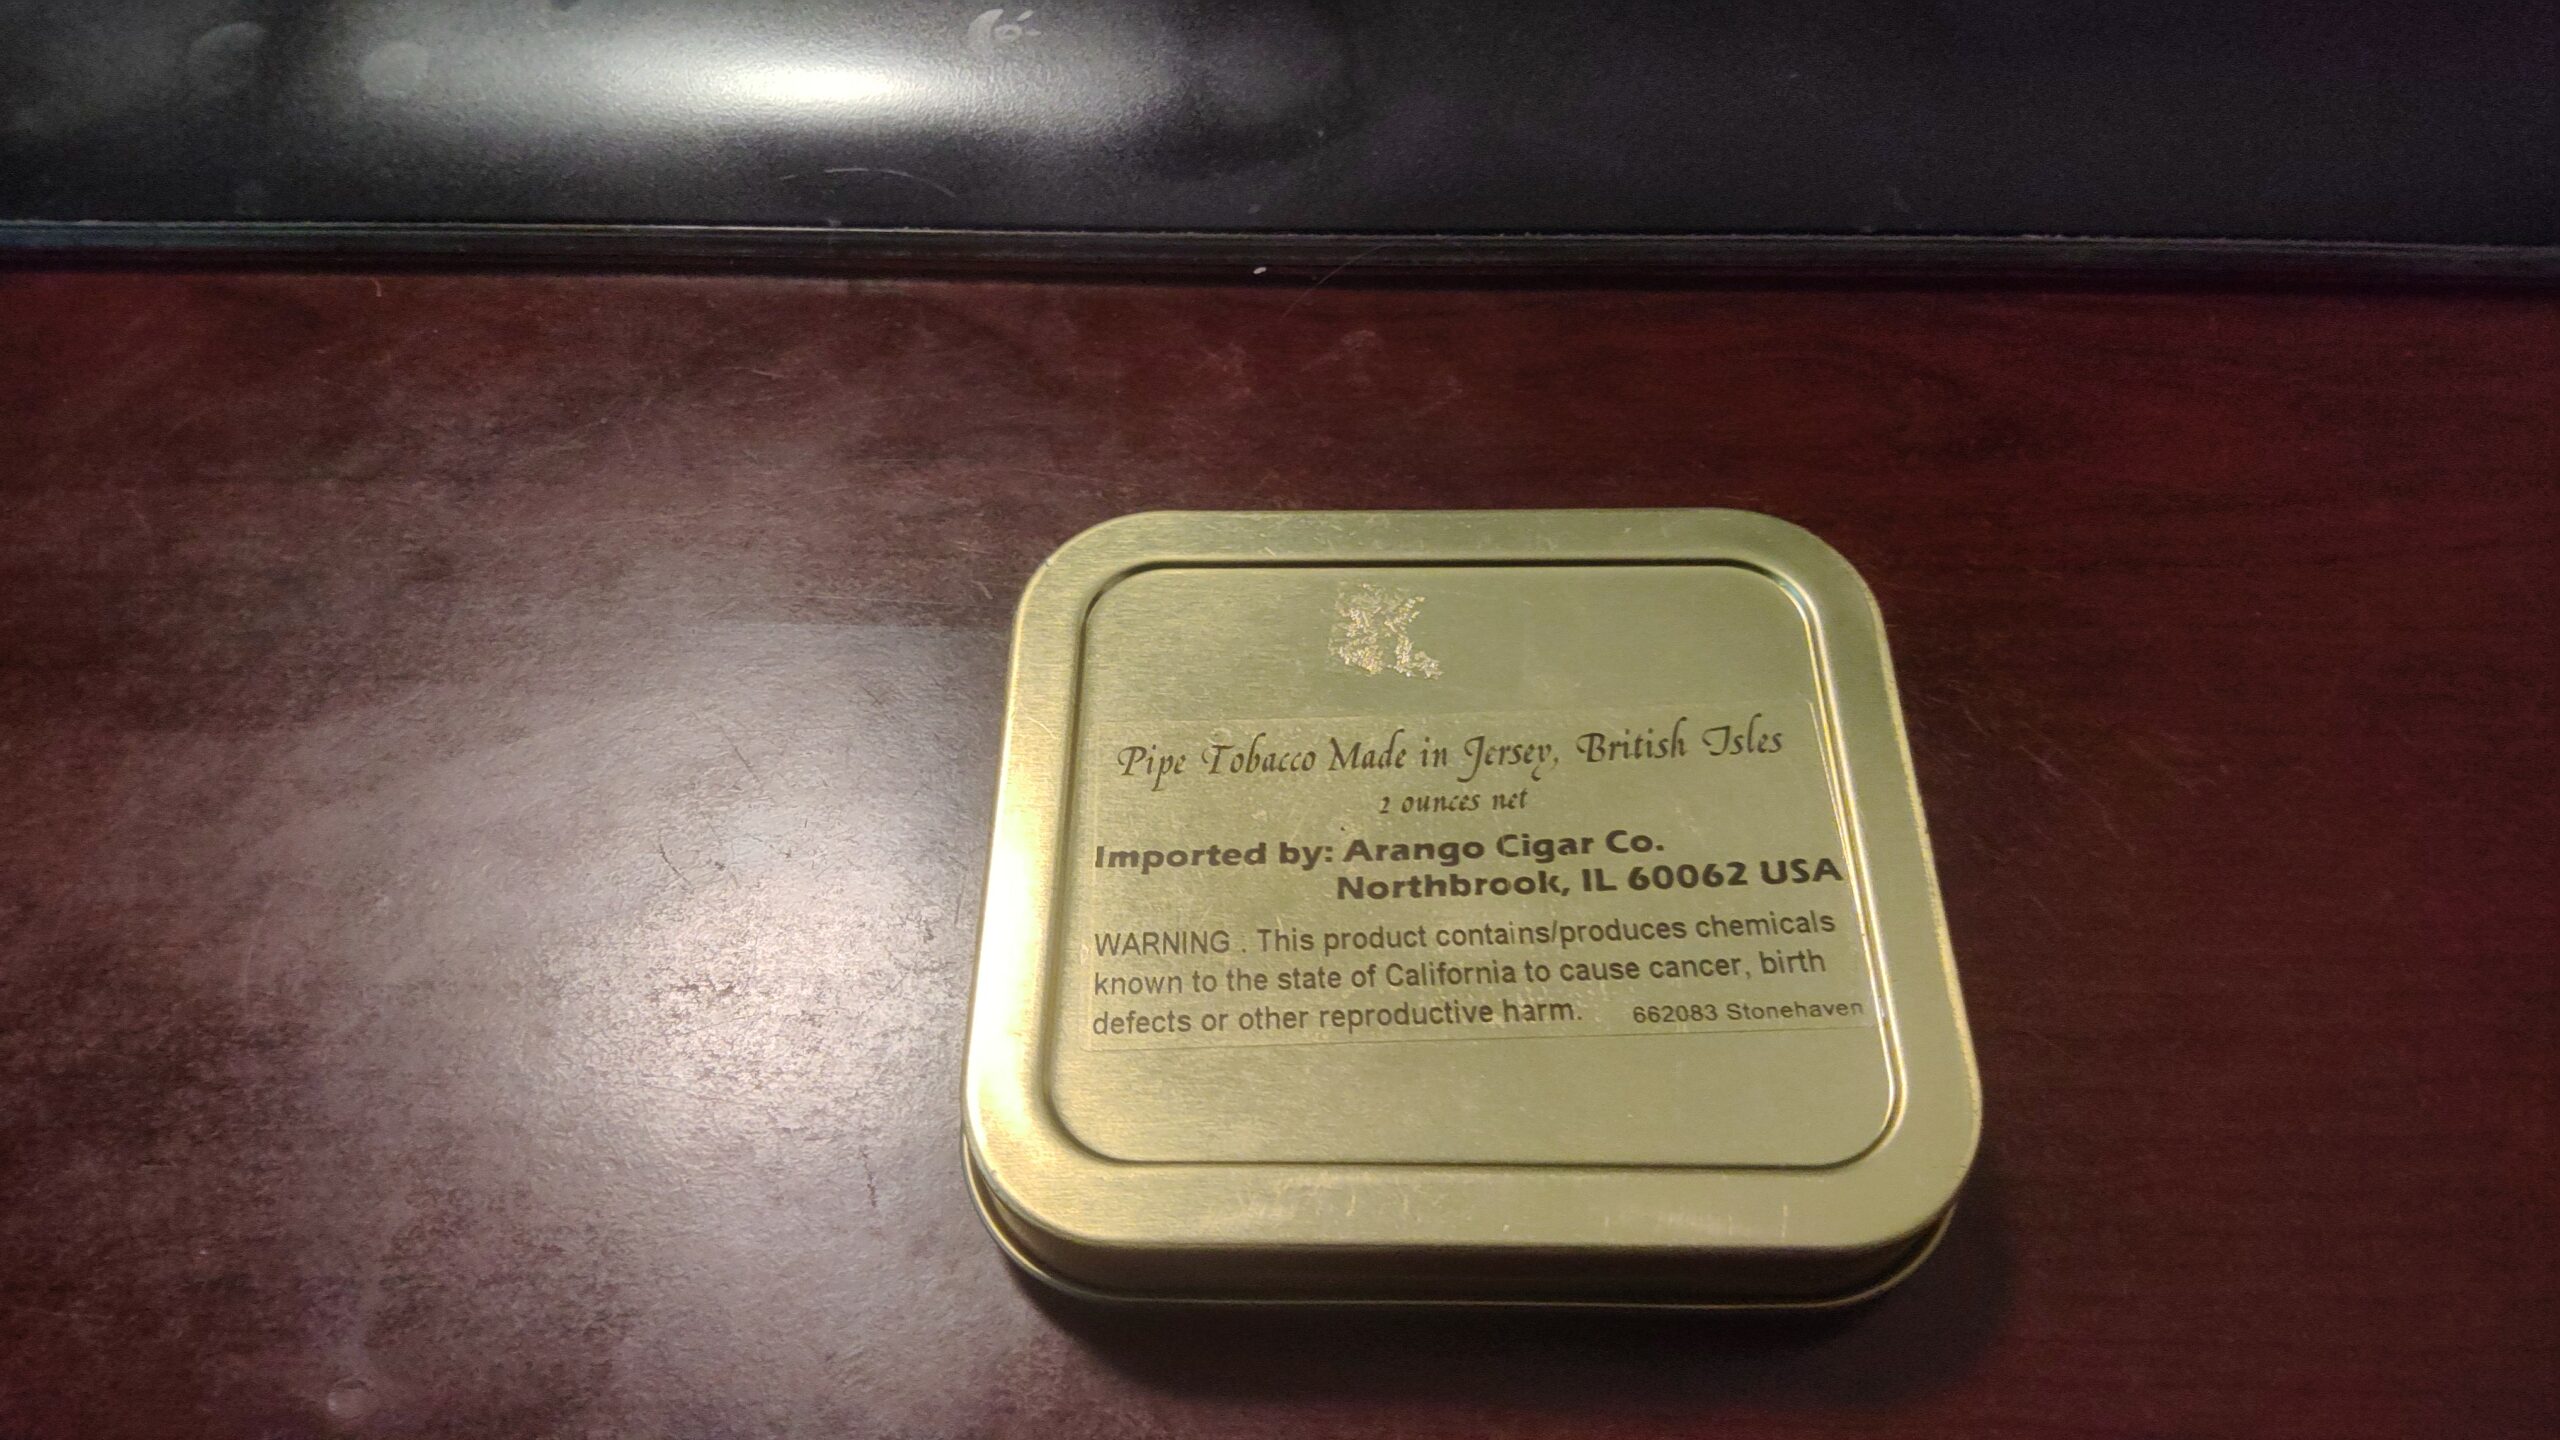 Pipe Tobacco Made in Jersey, British Isles
2 ounces net
Imported by: Arango Cigar Co.
Northbrook, IL 60062 USA
WARNING . This product contains/produces chemicals
known to the state of California to cause cancer, birth
defects or other reproductive harm. 662083 Stonehaven